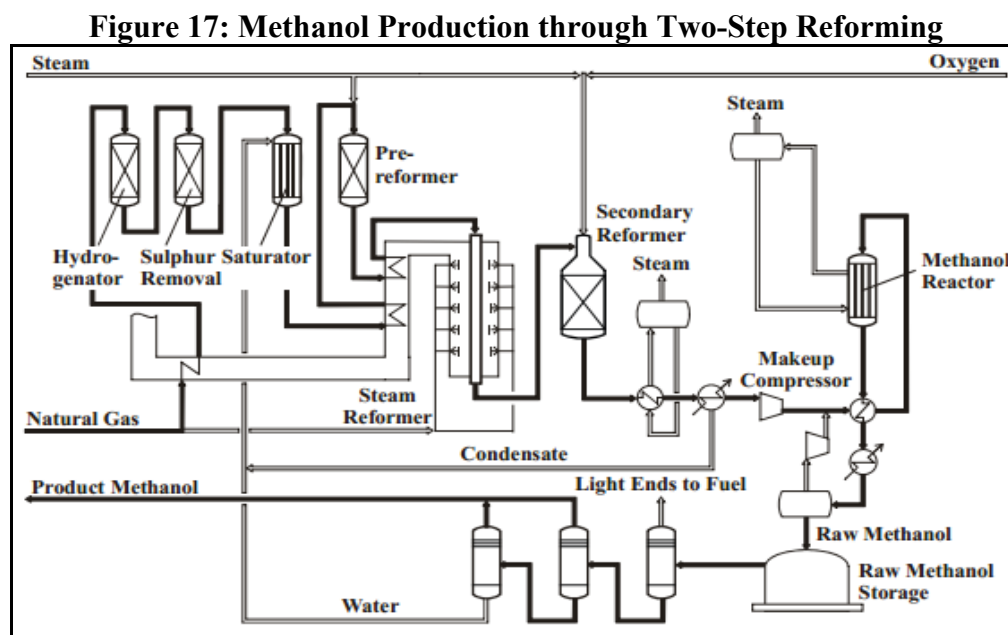 Figure 17: Methanol Production through Two-Step Reforming
Steam
Oxygen
Steam
Pre-
reformer
Secondary
Reformer
Hydro-
genator
Sulphur
Removal
Saturator
Steam
Methanol
Reactor
Makeup
Compressor
Steam
Reformer
Natural Gas
Condensate
Product Methanol
Light Ends to Fuel
Raw Methanol
Raw Methanol
Storage
Water